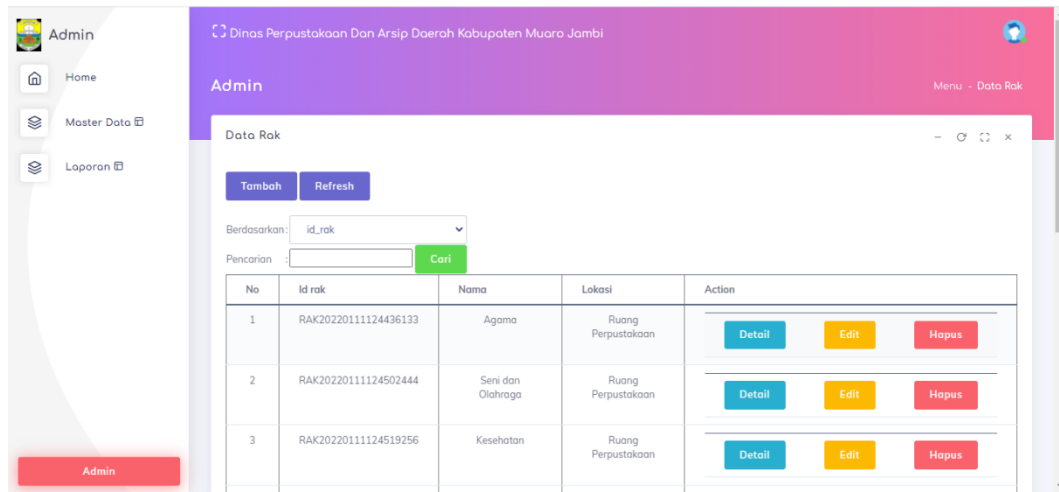 Admin
Dinas Perpustakaan Dan Arsip Daerah Kabupaten Muaro Jambi
Home
Master Data
Laporan
Admin
Admin
Menu - Data Rak
Data Rak
Tambah Refresh
Berdasarkan : id_rak
Pencarian : Cari
No Id rak Nama Lokasi Action
1 RAK20220111124436133 Agama Ruang
Perpustakaan Detail Edit Hapus
2 RAK20220111124502444 Seni dan Ruang
Olahraga Perpustakaan Detail Edit Hapus
3 RAK20220111124519256 Kesehatan Ruang
Perpustakaan Detail Edit Hapus